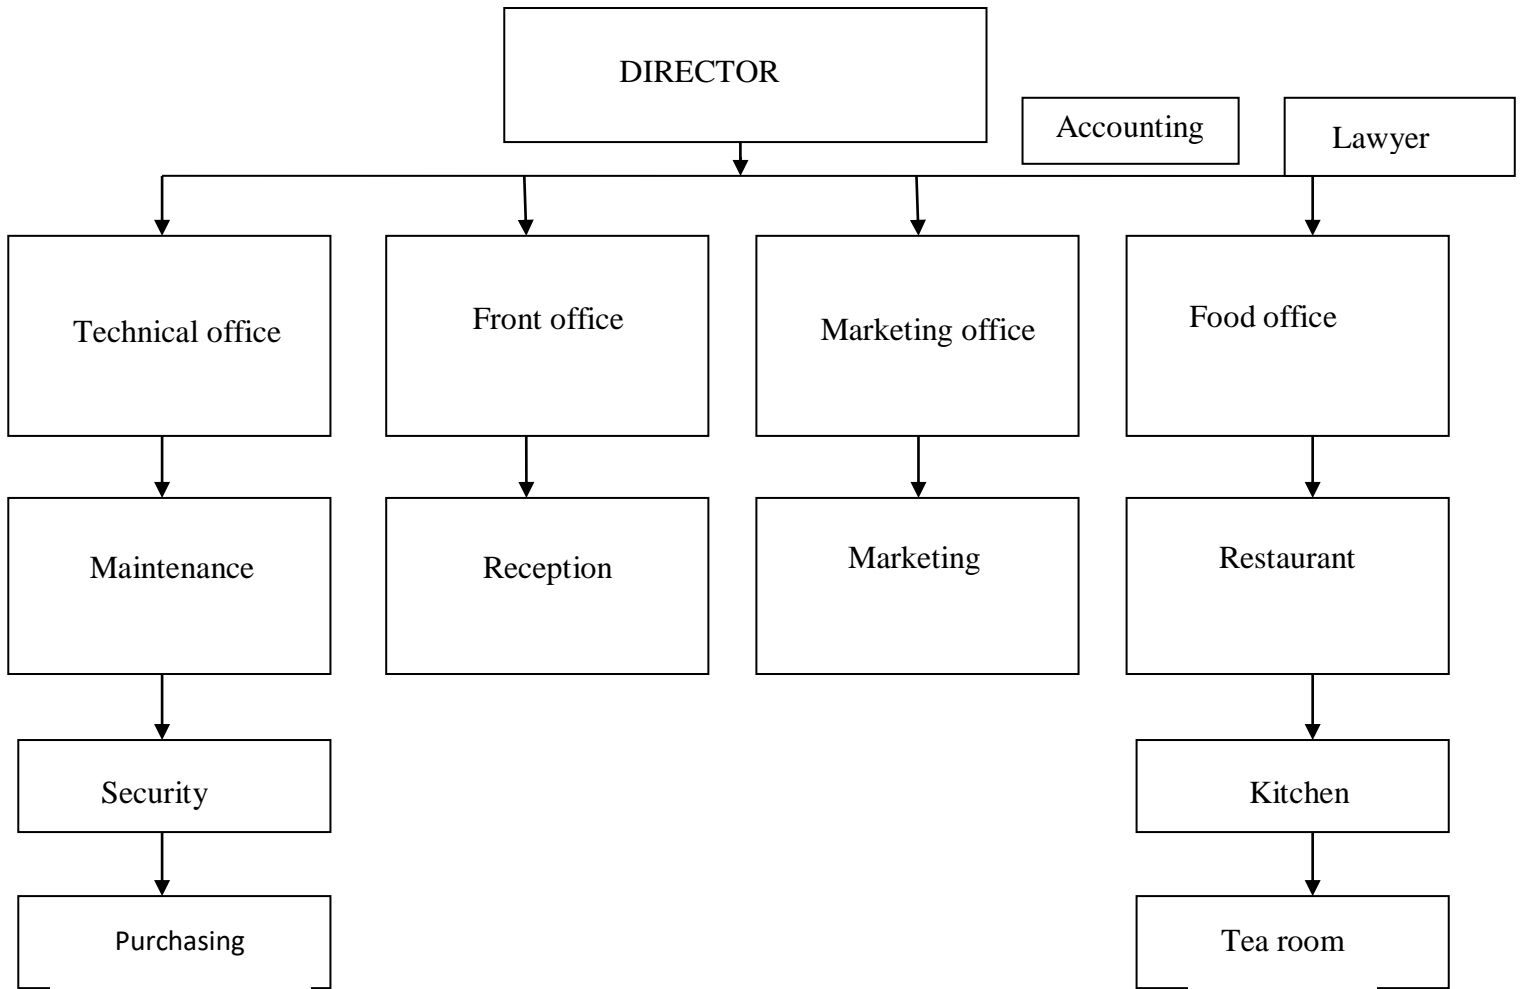 DIRECTOR
Accounting
Lawyer
Technical office
Front office
Marketing office
Food office
Maintenance
Reception
Marketing
Restaurant
Security
Kitchen
Purchasing
Tea room